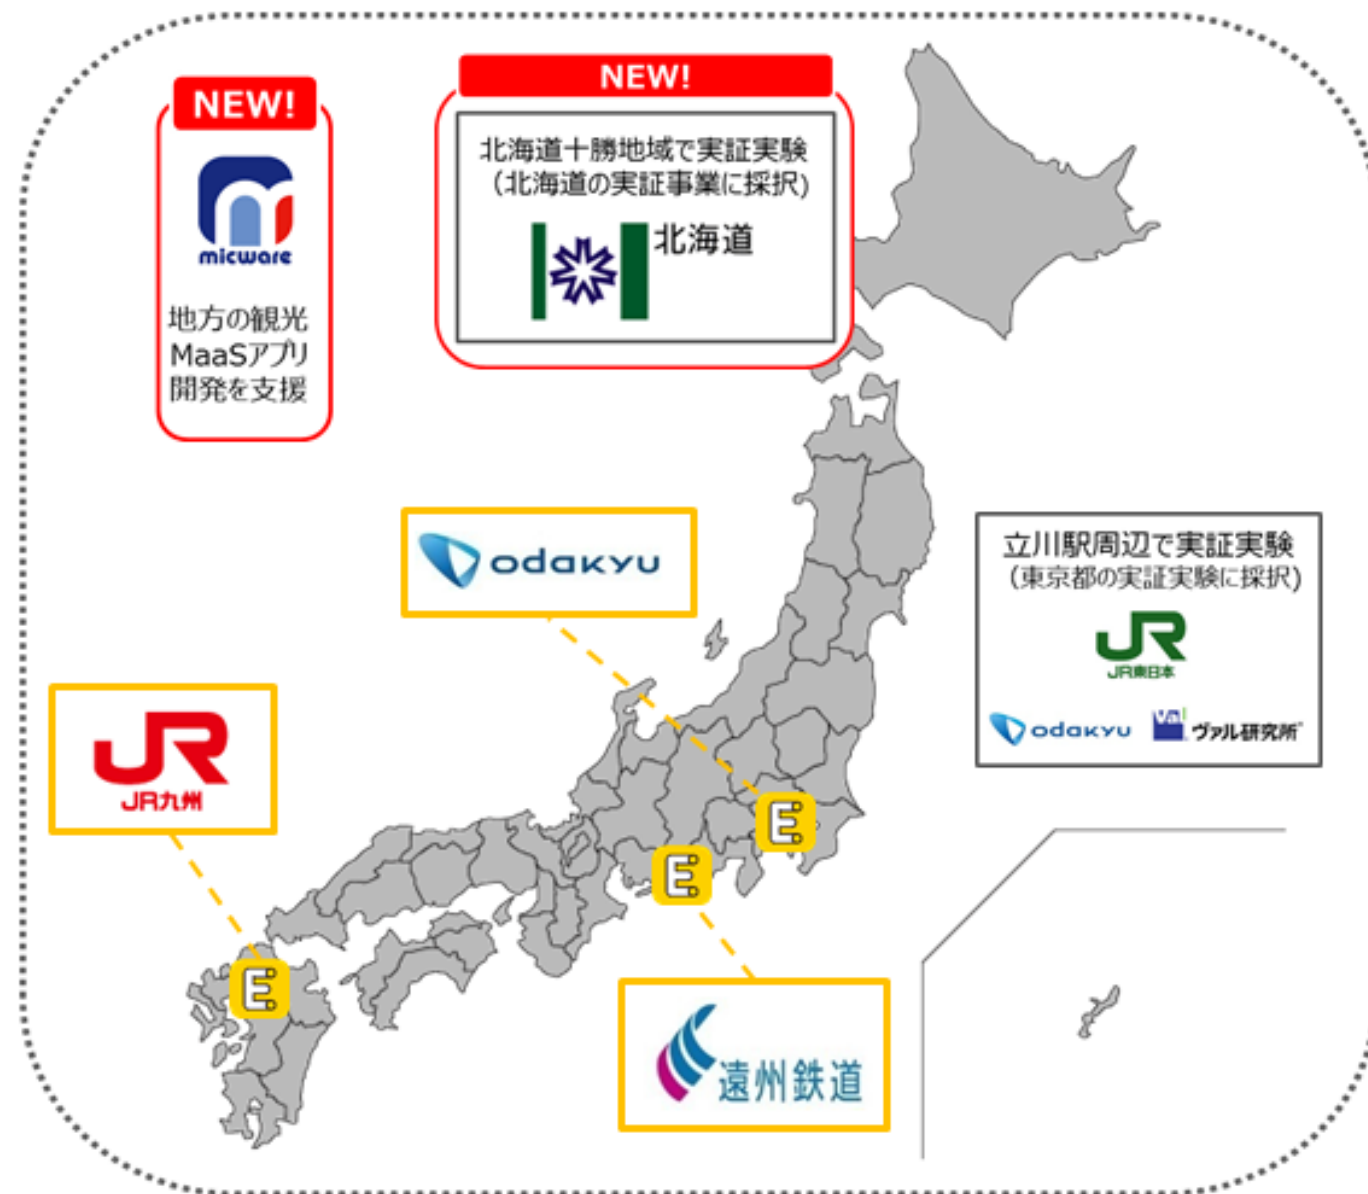 NEW!
micware
地方の観光
MaaSアプリ
開発を支援
NEW!
北海道十勝地域で実証実験
（北海道の実証事業に採択)
北海道
odakyu
立川駅周辺で実証実験
（東京都の実証実験に採択)
JR
JR東日本
odakyu
Val ヴァル研究所
JR
JR九州
E
E
E
遠州鉄道